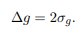 Δg = 2σ_g.